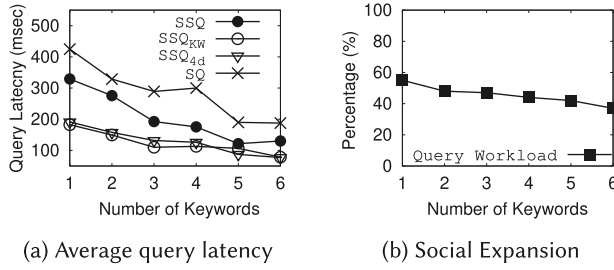 Query Latecny (msec)
550
500
400
300
200
100
SSQ
SSQKW
SSQ4d
SQ
1 2 3 4 5 6
Number of Keywords
(a) Average query latency
Percentage (%)
100
80
60
40
20
0
Query Workload
1 2 3 4 5 6
Number of Keywords
(b) Social Expansion